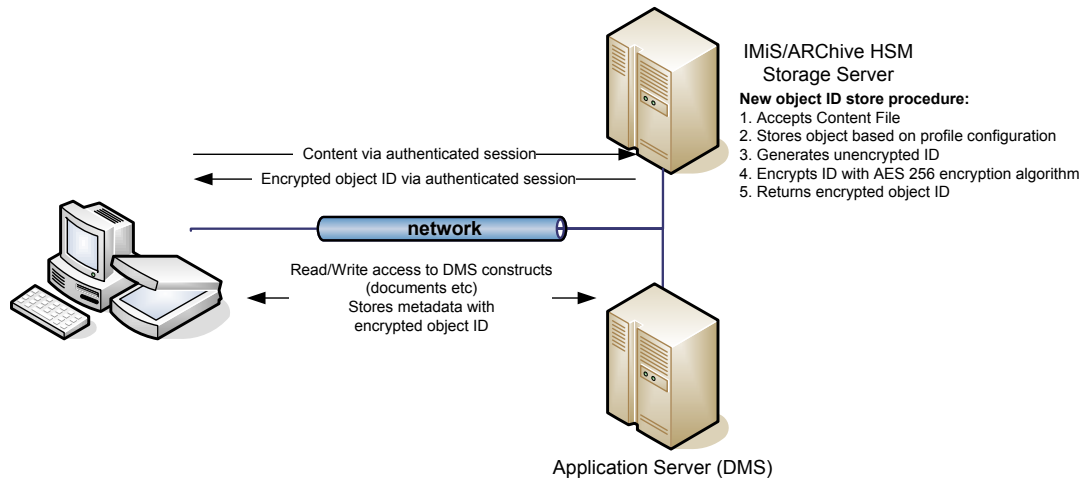 IMiS/ARChive HSM
Storage Server
New object ID store procedure:
1. Accepts Content File
2. Stores object based on profile configuration
3. Generates unencrypted ID
4. Encrypts ID with AES 256 encryption algorithm
5. Returns encrypted object ID
Content via authenticated session
Encrypted object ID via authenticated session
network
Read/Write access to DMS constructs
(documents etc)
Stores metadata with
encrypted object ID
Application Server (DMS)